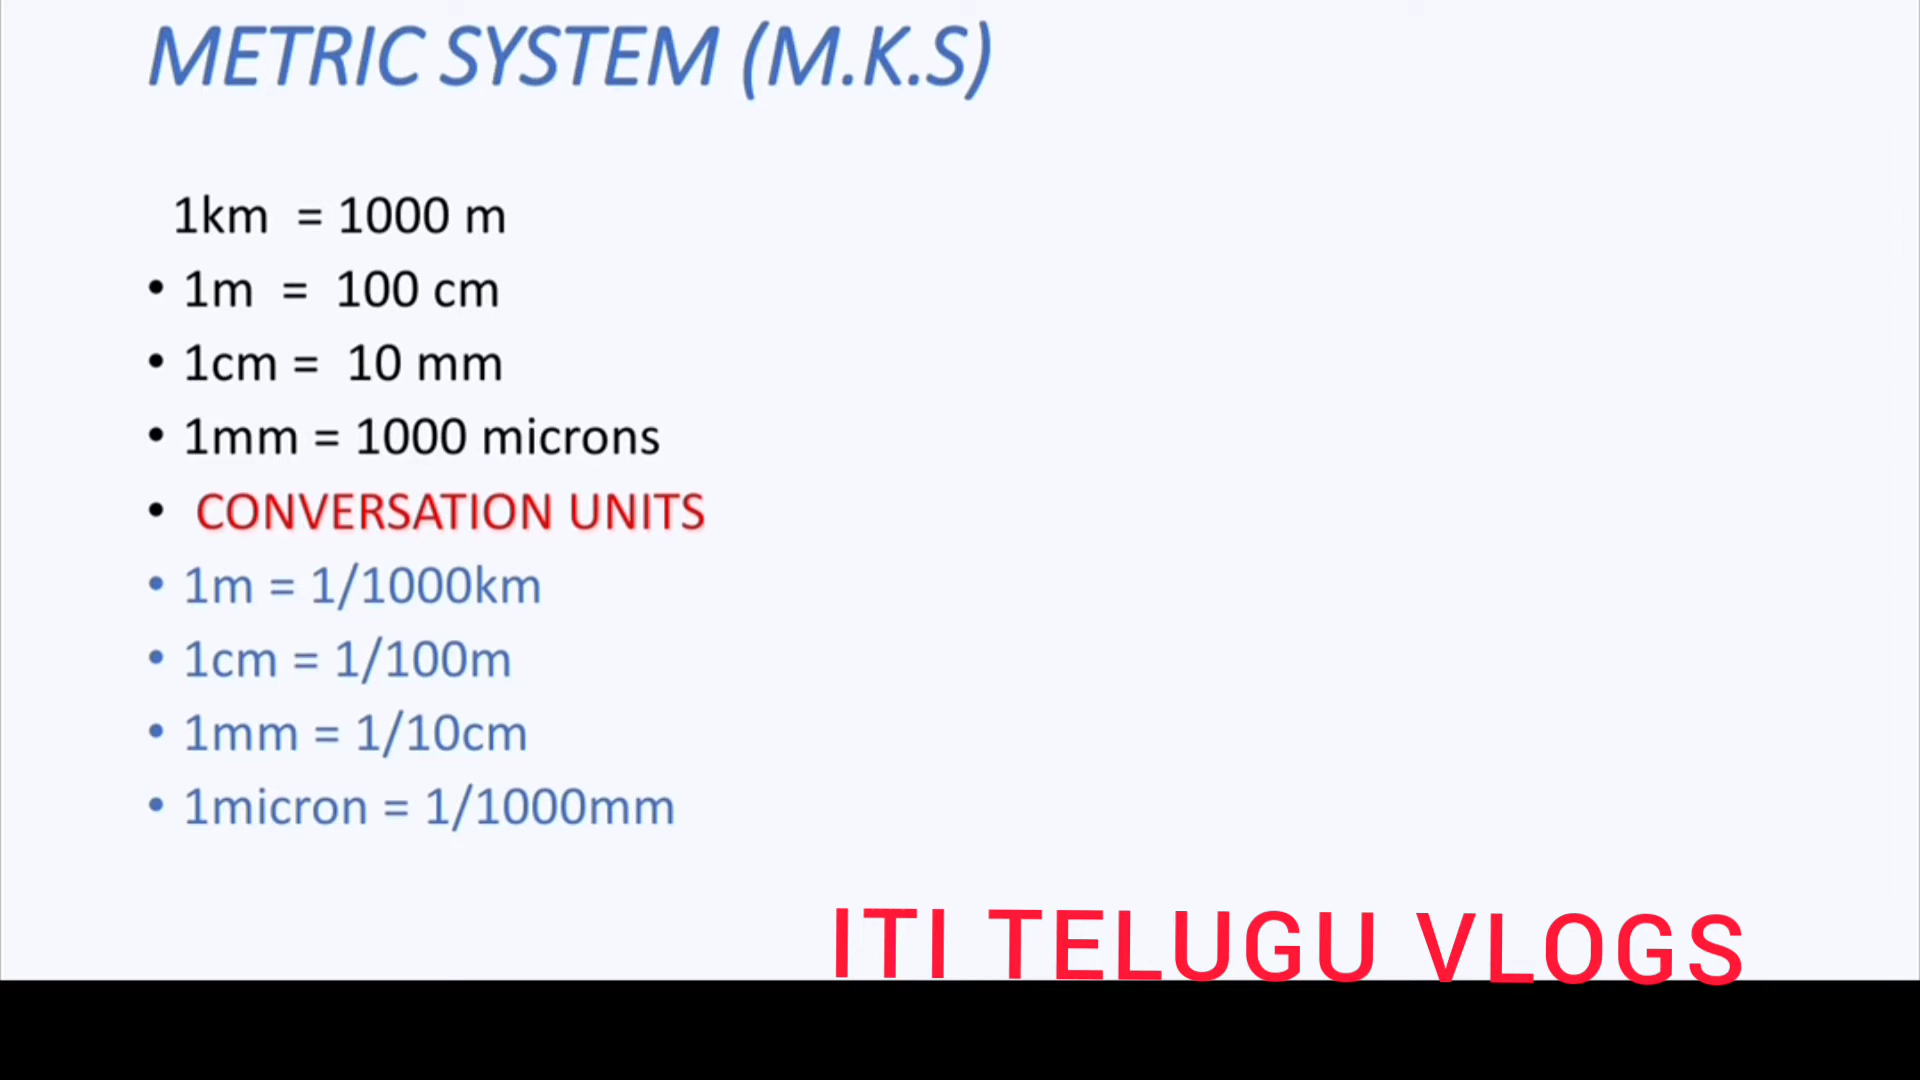 METRIC SYSTEM (M.K.S)
1km = 1000 m
• 1m = 100 cm
• 1cm = 10 mm
• 1mm = 1000 microns
• CONVERSATION UNITS
• 1m = 1/1000km
• 1cm = 1/100m
• 1mm = 1/10cm
• 1micron = 1/1000mm
ITI TELUGU VLOGS